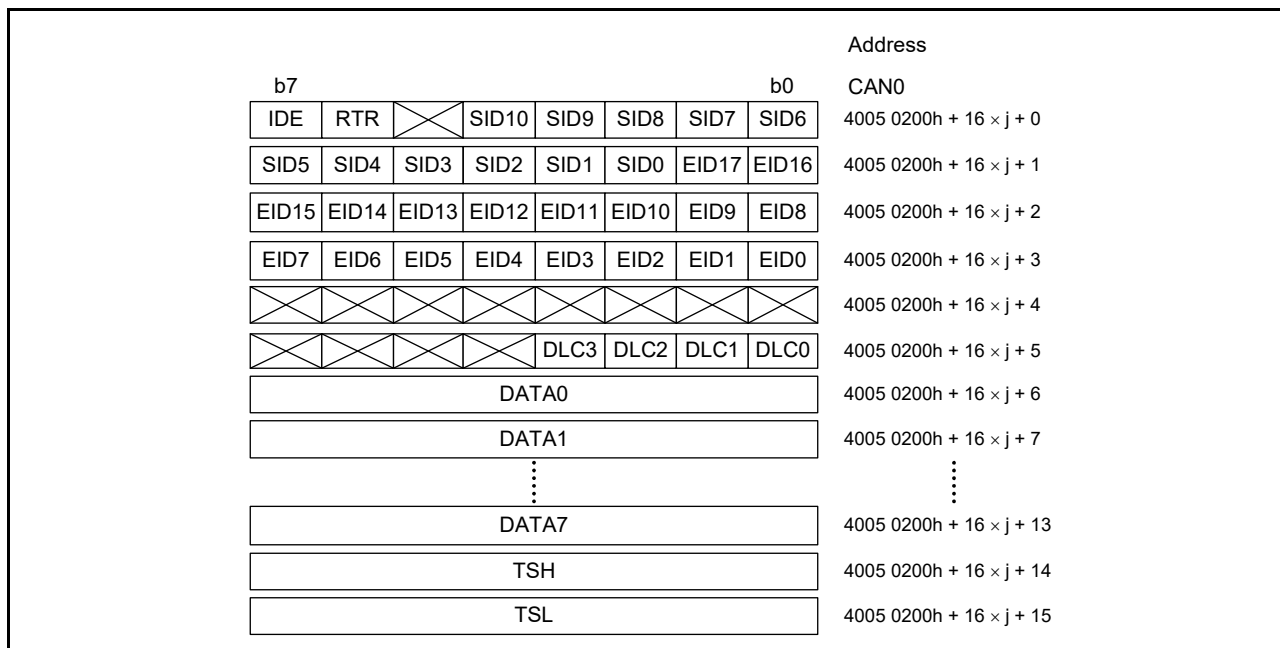 Address
b7 b0 CAN0
IDE RTR SID10 SID9 SID8 SID7 SID6 4005 0200h + 16 × j + 0
SID5 SID4 SID3 SID2 SID1 SID0 EID17 EID16 4005 0200h + 16 × j + 1
EID15 EID14 EID13 EID12 EID11 EID10 EID9 EID8 4005 0200h + 16 × j + 2
EID7 EID6 EID5 EID4 EID3 EID2 EID1 EID0 4005 0200h + 16 × j + 3
4005 0200h + 16 × j + 4
DLC3 DLC2 DLC1 DLC0 4005 0200h + 16 × j + 5
DATA0 4005 0200h + 16 × j + 6
DATA1 4005 0200h + 16 × j + 7
DATA7 4005 0200h + 16 × j + 13
TSH 4005 0200h + 16 × j + 14
TSL 4005 0200h + 16 × j + 15